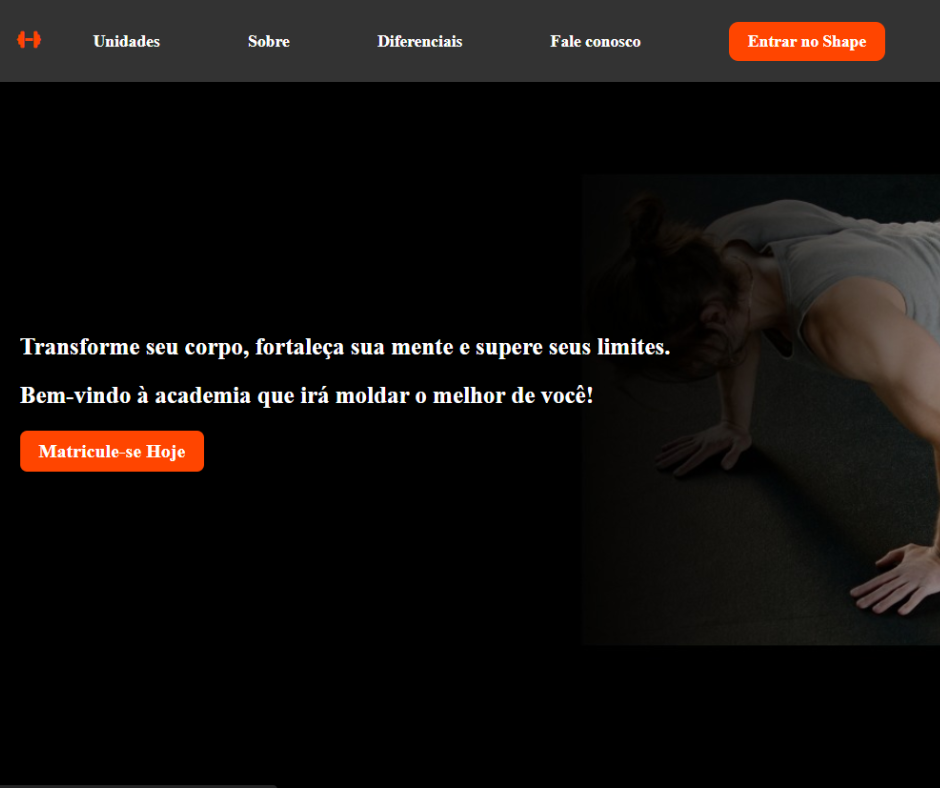 Unidades Sobre Diferenciais Fale conosco Entrar no Shape
Transforme seu corpo, fortaleça sua mente e supere seus limites.
Bem-vindo à academia que irá moldar o melhor de você!
Matricule-se Hoje